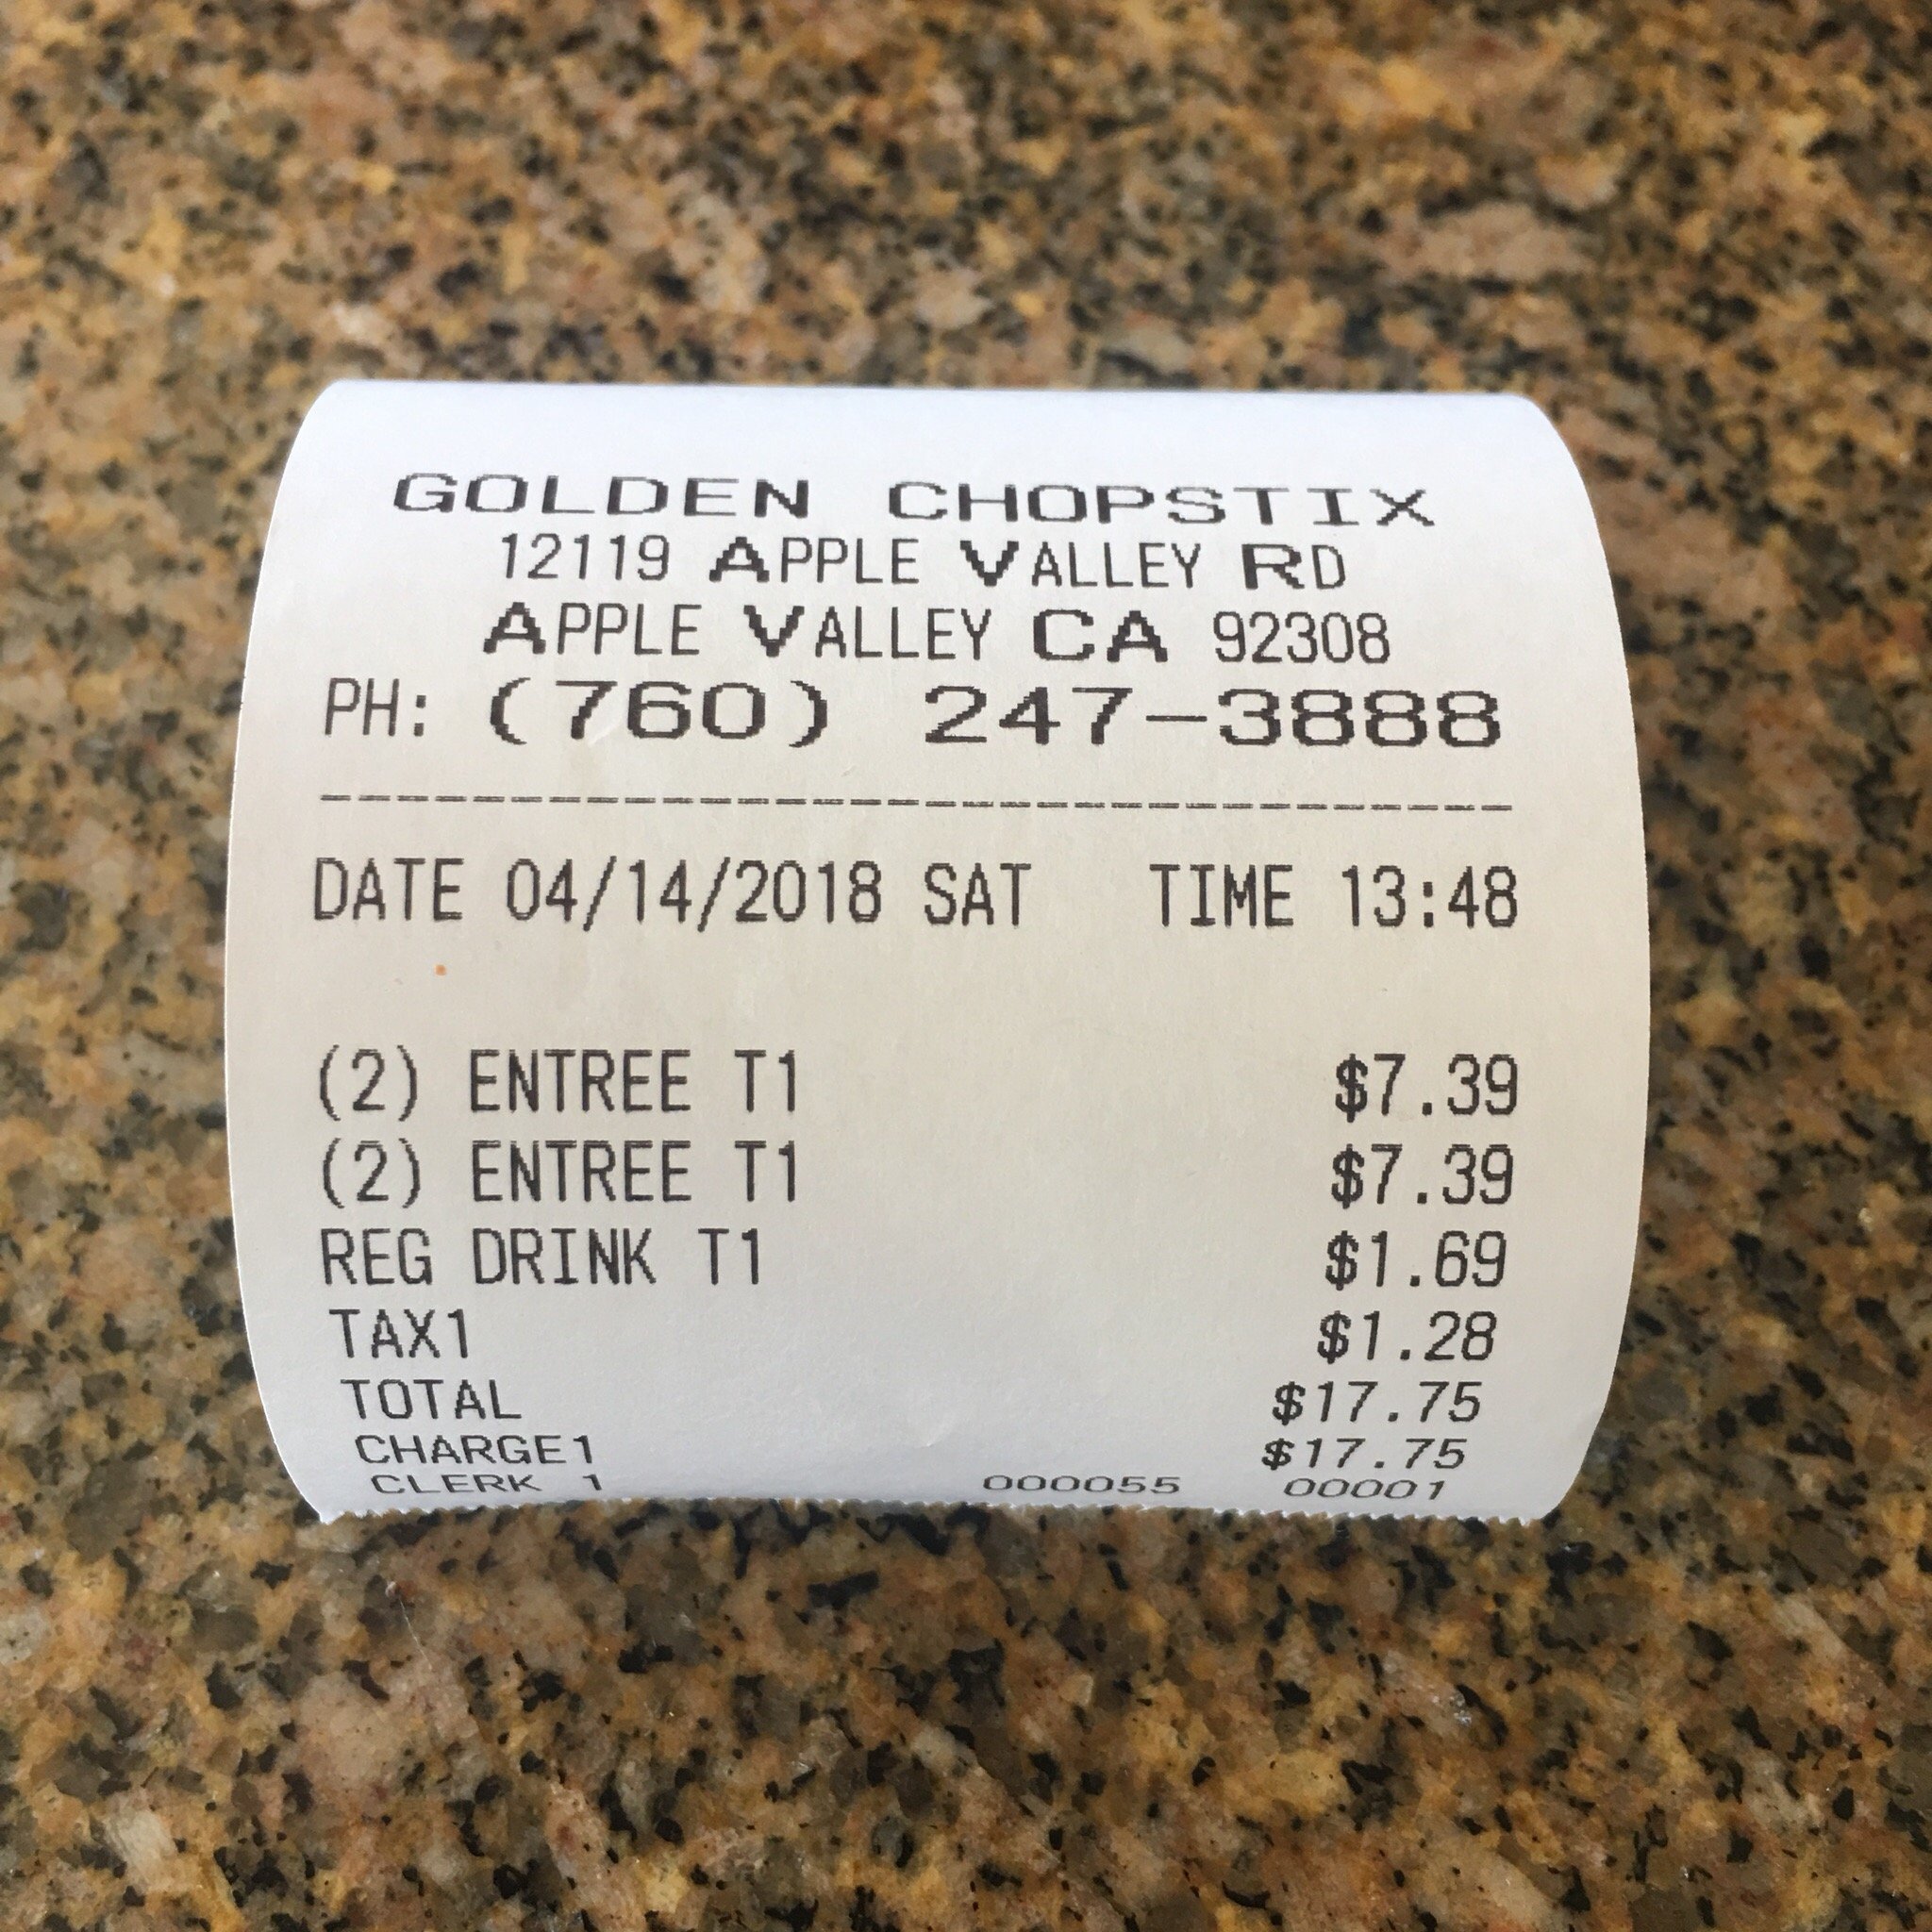 GOLDEN CHOPSTIX
12119 APPLE VALLEY RD
APPLE VALLEY CA 92308
PH: (760) 247-3888
--------------------------------
DATE 04/14/2018 SAT TIME 13:48
(2) ENTREE T1 $7.39
(2) ENTREE T1 $7.39
REG DRINK T1 $1.69
TAX1 $1.28
TOTAL $17.75
CHARGE1 $17.75
CLERK 1 000055 00001